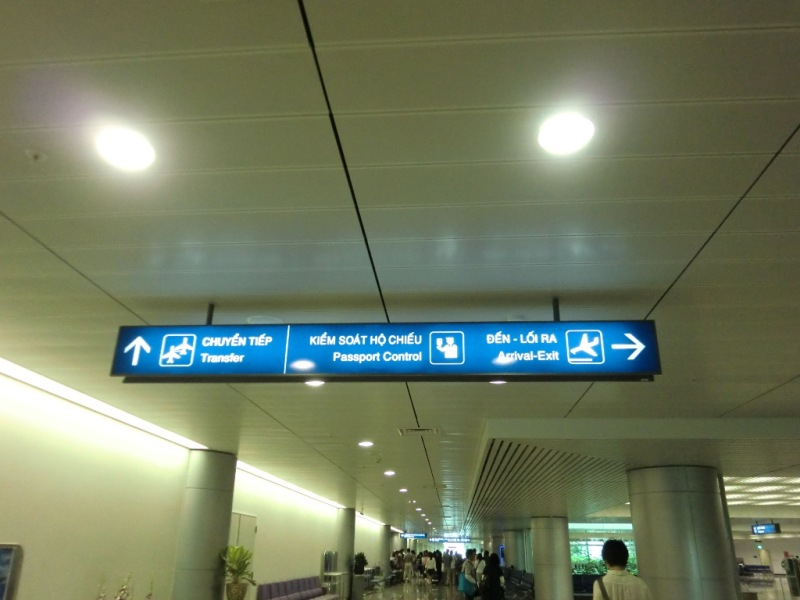 CHUYỂN TIẾP
Transfer
KIỂM SOÁT HỘ CHIẾU
Passport Control
ĐẾN - LỐI RA
Arrival-Exit